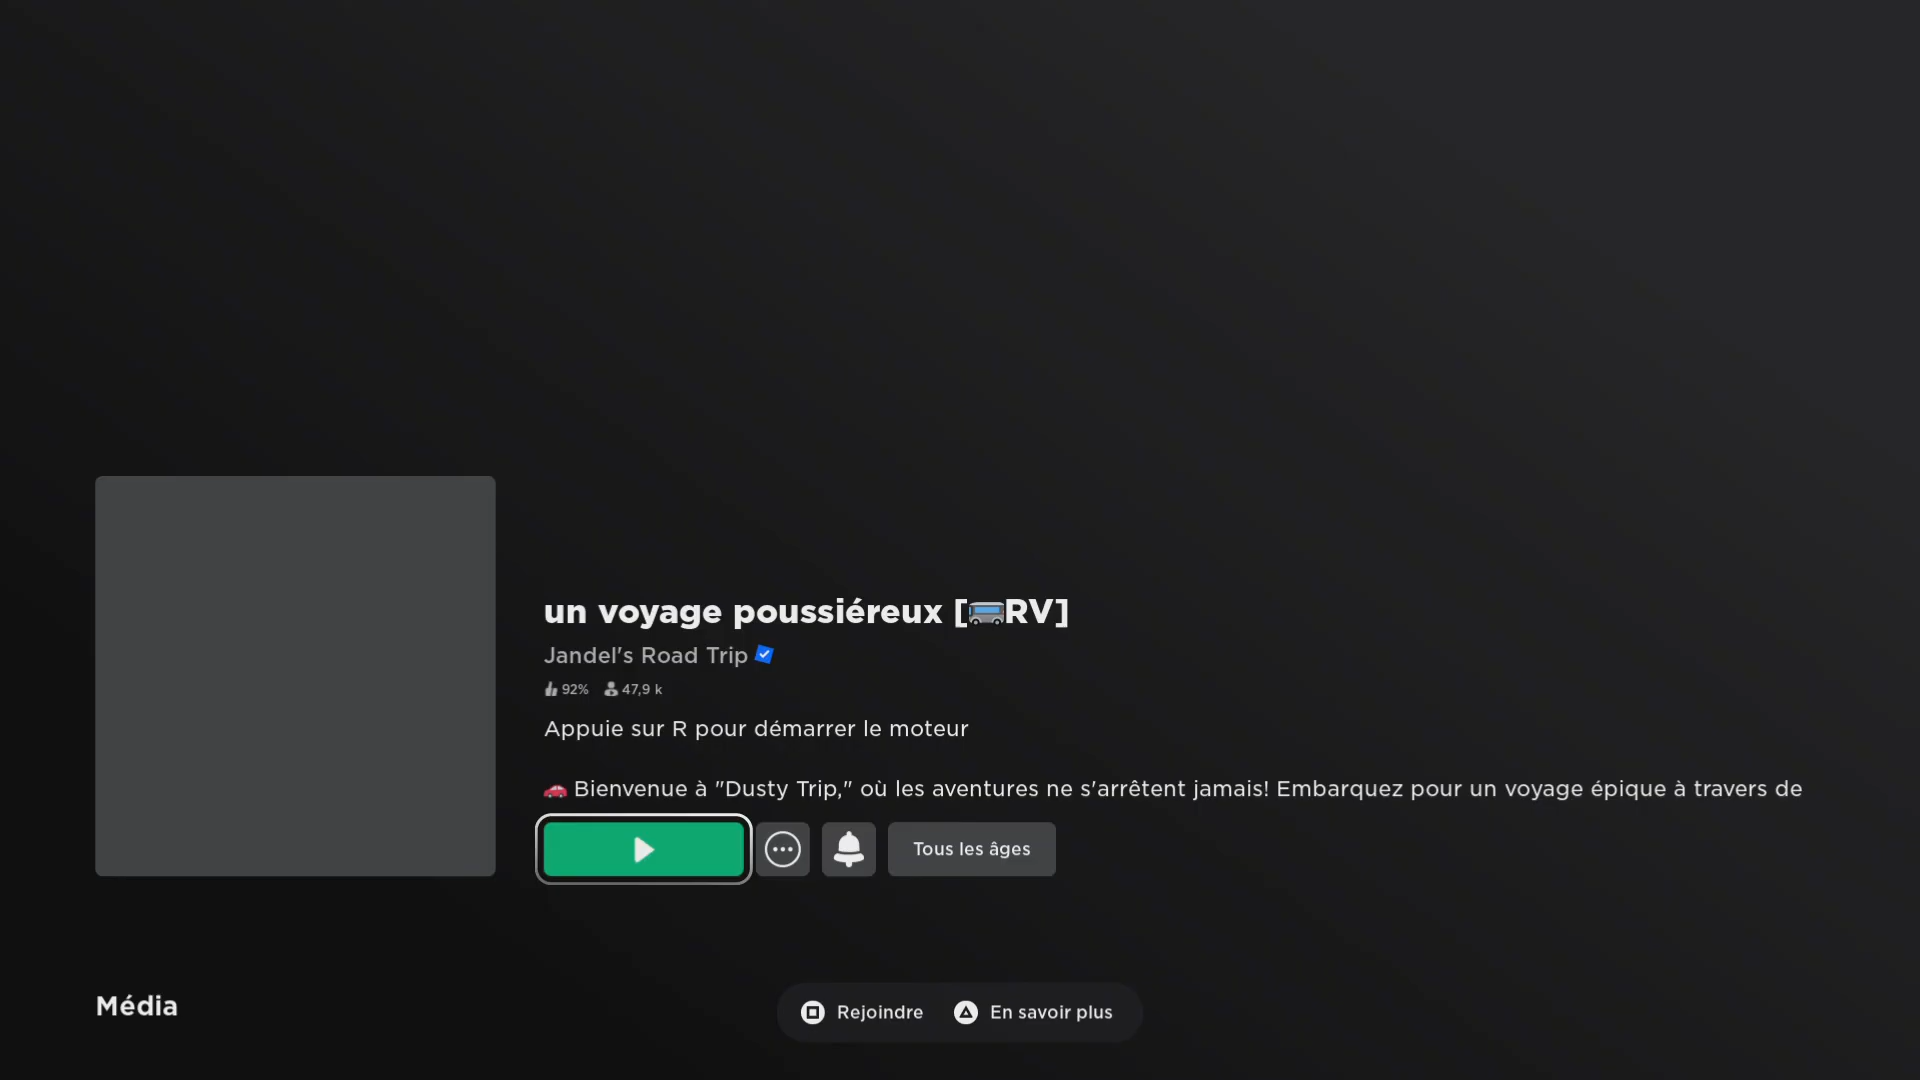 un voyage poussiéreux [🚌RV]
Jandel's Road Trip
92% 47,9 k
Appuie sur R pour démarrer le moteur
🚗 Bienvenue à "Dusty Trip," où les aventures ne s'arrêtent jamais! Embarquez pour un voyage épique à travers de
Tous les âges
Média
Rejoindre En savoir plus